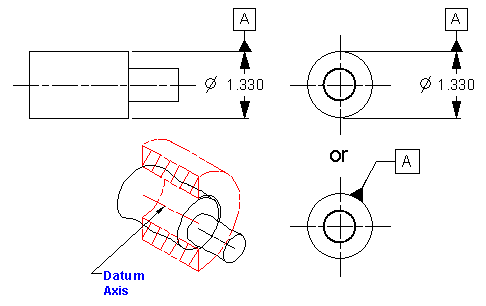 A
A
Ø 1.330
Ø 1.330
or
A
Datum
Axis